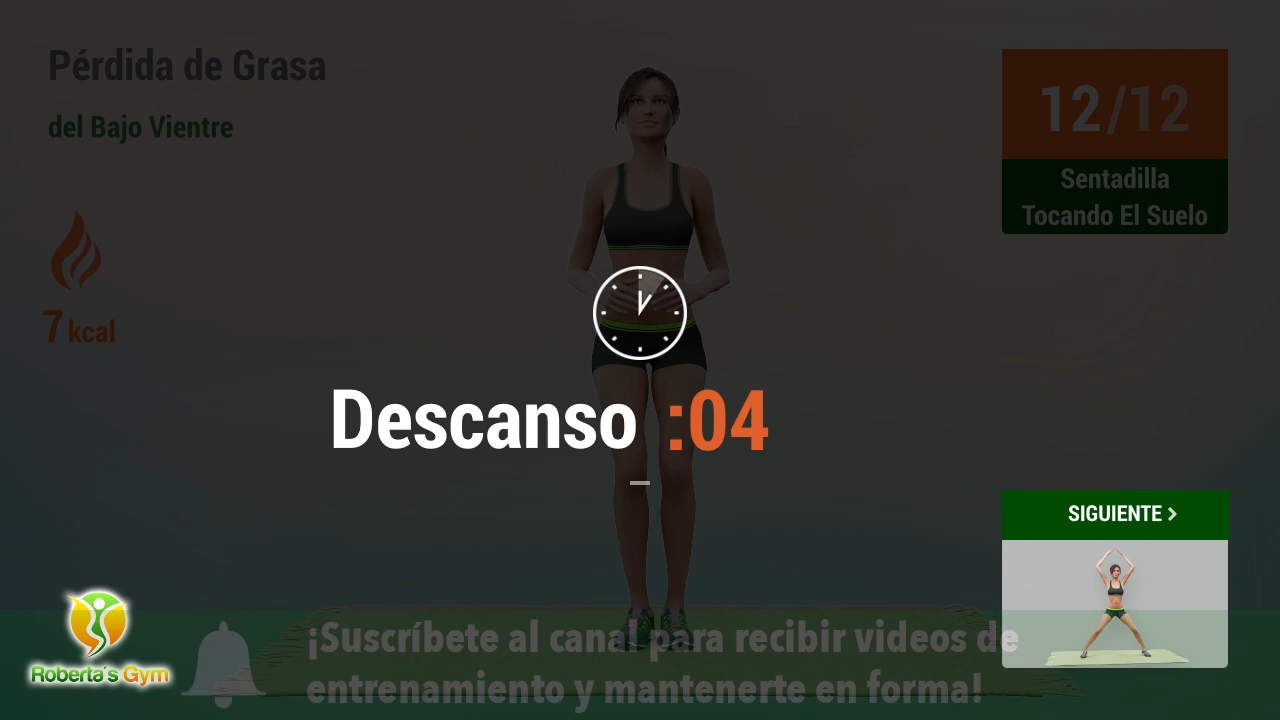 Pérdida de Grasa
del Bajo Vientre
12/12
Sentadilla
Tocando El Suelo
7 kcal
Descanso :04
SIGUIENTE >
¡Suscríbete al canal para recibir videos de
entrenamiento y mantenerte en forma!
Roberta´s Gym